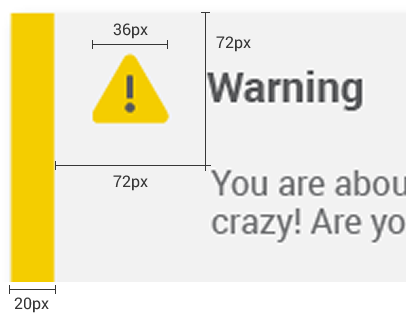 36px
72px
Warning
72px
You are abou
crazy! Are yo
20px